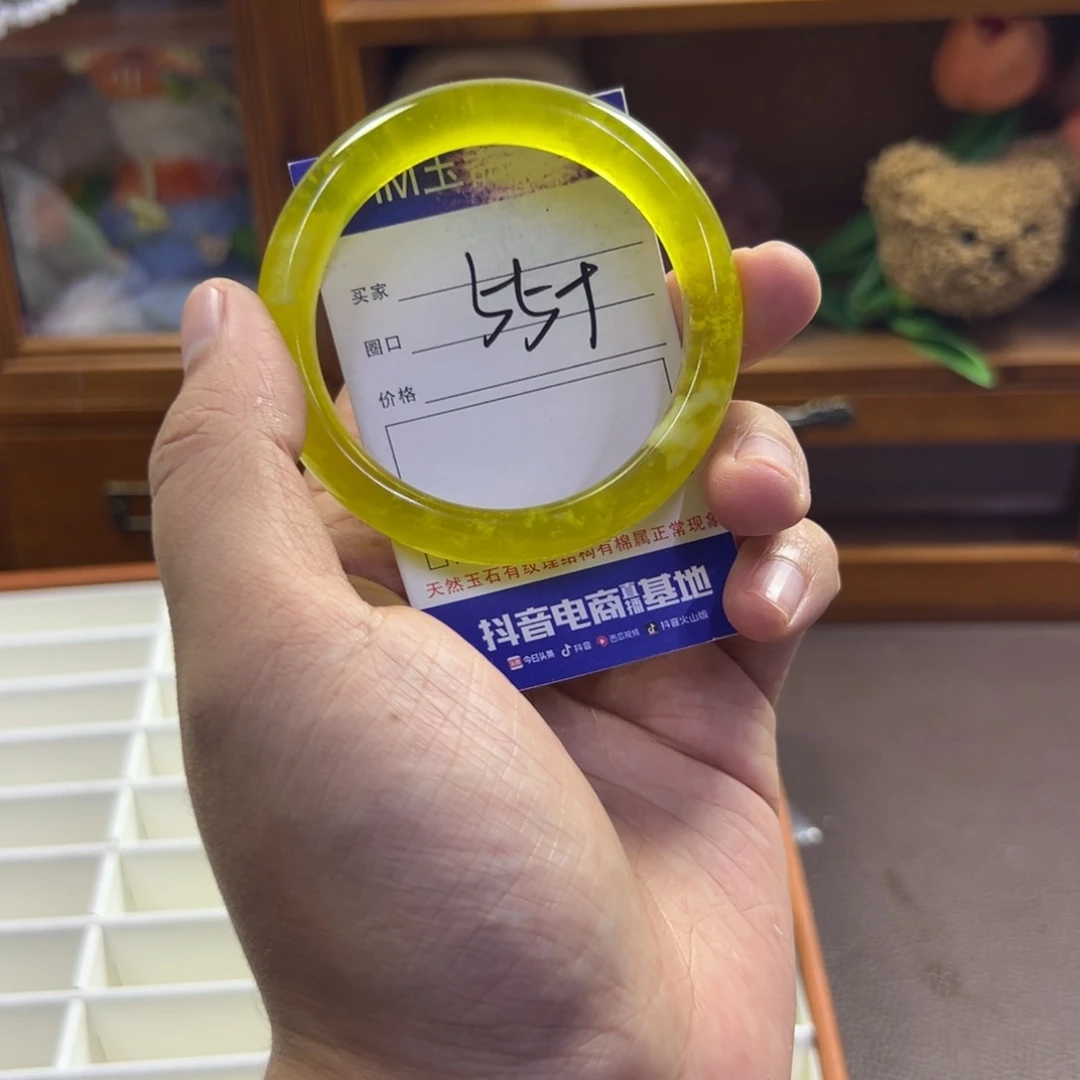 买家
圈口
551
价格
天然玉石有纹理结构有棉属正常现象
抖音电商直播基地
今日头条 抖音 西瓜视频 抖音火山版